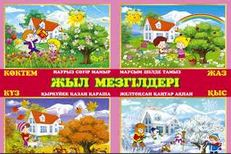 КӨКТЕМ НАУРЫЗ СӘУІР МАМЫР МАУСЫМ ШІЛДЕ ТАМЫЗ ЖАЗ
ЖЫЛ МЕЗГІЛДЕРІ
КҮЗ ҚЫРКҮЙЕК ҚАЗАН ҚАРАША ЖЕЛТОҚСАН ҚАҢТАР АҚПАН ҚЫС